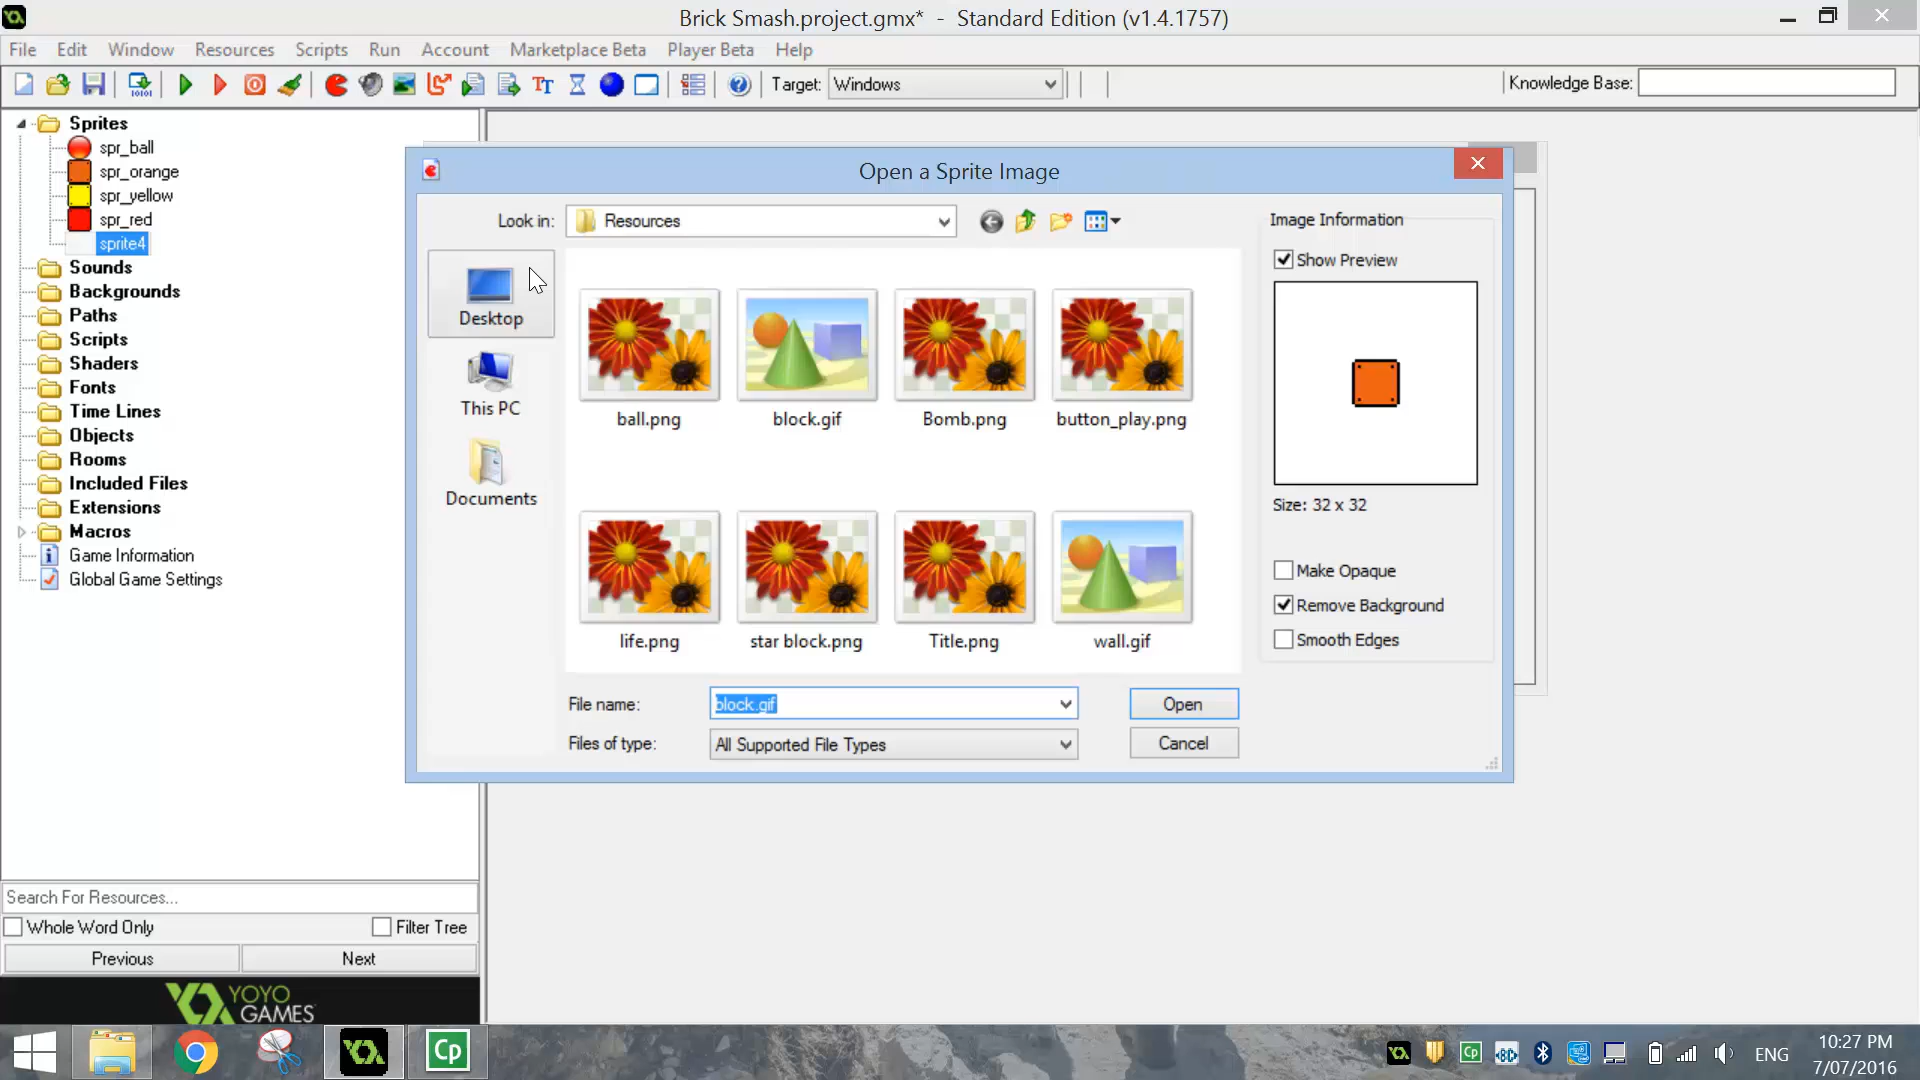 Brick Smash.project.gmx*  -  Standard Edition (v1.4.1757)
File Edit Window Resources Scripts Run Account Marketplace Beta Player Beta Help
Target: Windows
Knowledge Base:
Sprites
spr_ball
spr_orange
spr_yellow
spr_red
sprite4
Sounds
Backgrounds
Paths
Scripts
Shaders
Fonts
Time Lines
Objects
Rooms
Included Files
Extensions
Macros
Game Information
Global Game Settings
Search For Resources...
Whole Word Only Filter Tree
Previous Next
YOYO
GAMES
Open a Sprite Image
Look in: Resources
Desktop
This PC
Documents
ball.png block.gif Bomb.png button_play.png
life.png star block.png Title.png wall.gif
File name: block.gif Open
Files of type: All Supported File Types Cancel
Image Information
Show Preview
Size: 32 x 32
Make Opaque
Remove Background
Smooth Edges
Cp
Cp
ENG
10:27 PM
7/07/2016